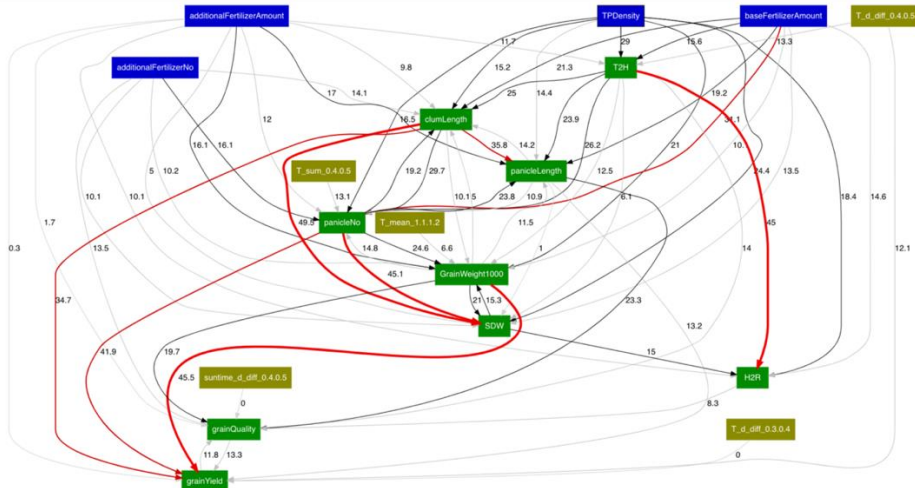 additionalFertilizerAmount TPDensity baseFertilizerAmount T_d_diff_0.4.0.5
11.7 29 15.6 13.3
additionalFertilizerNo 9.8 15.2 21.3 T2H
17 14.1 25 14.4 19.2
clumLength
16.5 31.1
16.1 16.1 12 35.8 14.2 23.9 26.2 21 10.1
panicleLength
5 10.2 T_sum_0.4.0.5 19.2 29.7 12.5 24.4 13.5
10.1 10.1 13.1 23.8 10.9 6.1 18.4 14.6
1.7 49.5 panicleNo T_mean_1.1.1.2 10.1 5 11.5 45
0.3 13.5 14.8 24.6 6.6 1 14 12.1
45.1 GrainWeight1000
34.7 21 15.3 23.3
SDW 13.2
41.9 19.7 15
45.5 suntime_d_diff_0.4.0.5 H2R
0 8.3
grainQuality T_d_diff_0.3.0.4
11.8 13.3 0
grainYield